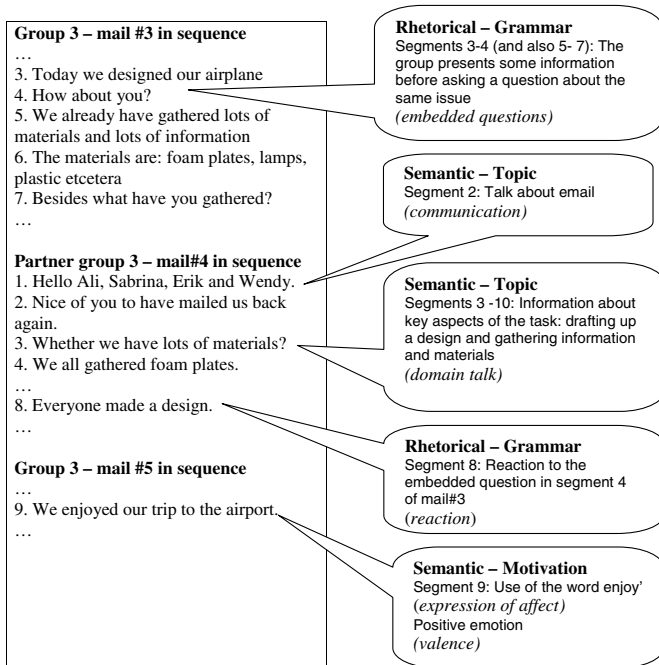 Group 3 – mail #3 in sequence
…
3. Today we designed our airplane
4. How about you?
5. We already have gathered lots of
materials and lots of information
6. The materials are: foam plates, lamps,
plastic etcetera
7. Besides what have you gathered?
…
Partner group 3 – mail#4 in sequence
1. Hello Ali, Sabrina, Erik and Wendy.
2. Nice of you to have mailed us back
again.
3. Whether we have lots of materials?
4. We all gathered foam plates.
…
8. Everyone made a design.
…
Group 3 – mail #5 in sequence
…
9. We enjoyed our trip to the airport.
…
Rhetorical – Grammar
Segments 3-4 (and also 5- 7): The
group presents some information
before asking a question about the
same issue
(embedded questions)
Semantic – Topic
Segment 2: Talk about email
(communication)
Semantic – Topic
Segments 3 -10: Information about
key aspects of the task: drafting up
a design and gathering information
and materials
(domain talk)
Rhetorical – Grammar
Segment 8: Reaction to the
embedded question in segment 4
of mail#3
(reaction)
Semantic – Motivation
Segment 9: Use of the word enjoy’
(expression of affect)
Positive emotion
(valence)